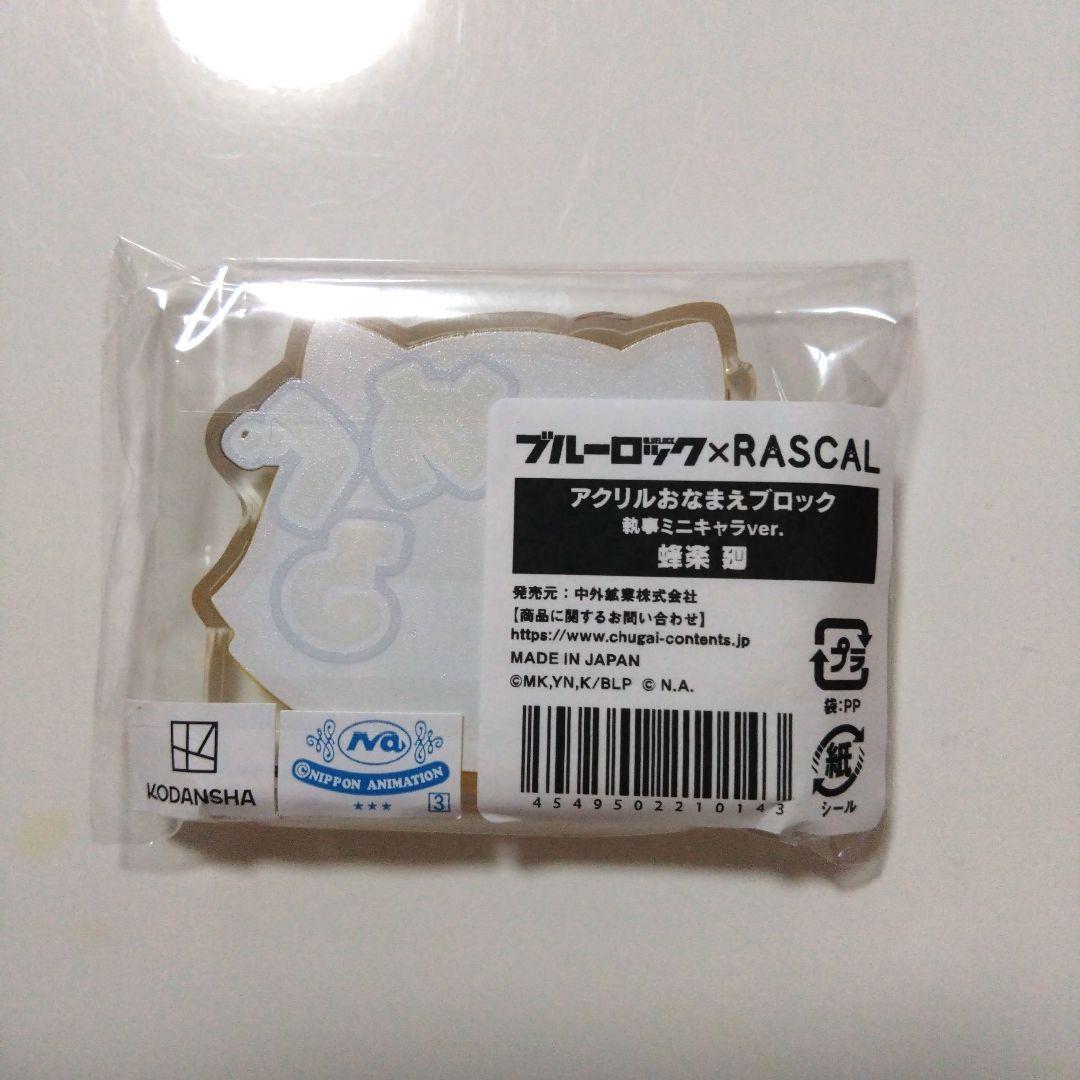 ブルーロック×RASCAL
アクリルおなまえブロック
執事ミニキャラver.
蜂楽 廻
発売元：中外鉱業株式会社
【商品に関するお問い合わせ】
https://www.chugai-contents.jp
MADE IN JAPAN
©MK,YN,K/BLP © N.A.
プラ
袋:PP
紙
シール
4549502210143
KODANSHA
Na
©NIPPON ANIMATION
★★★ 3